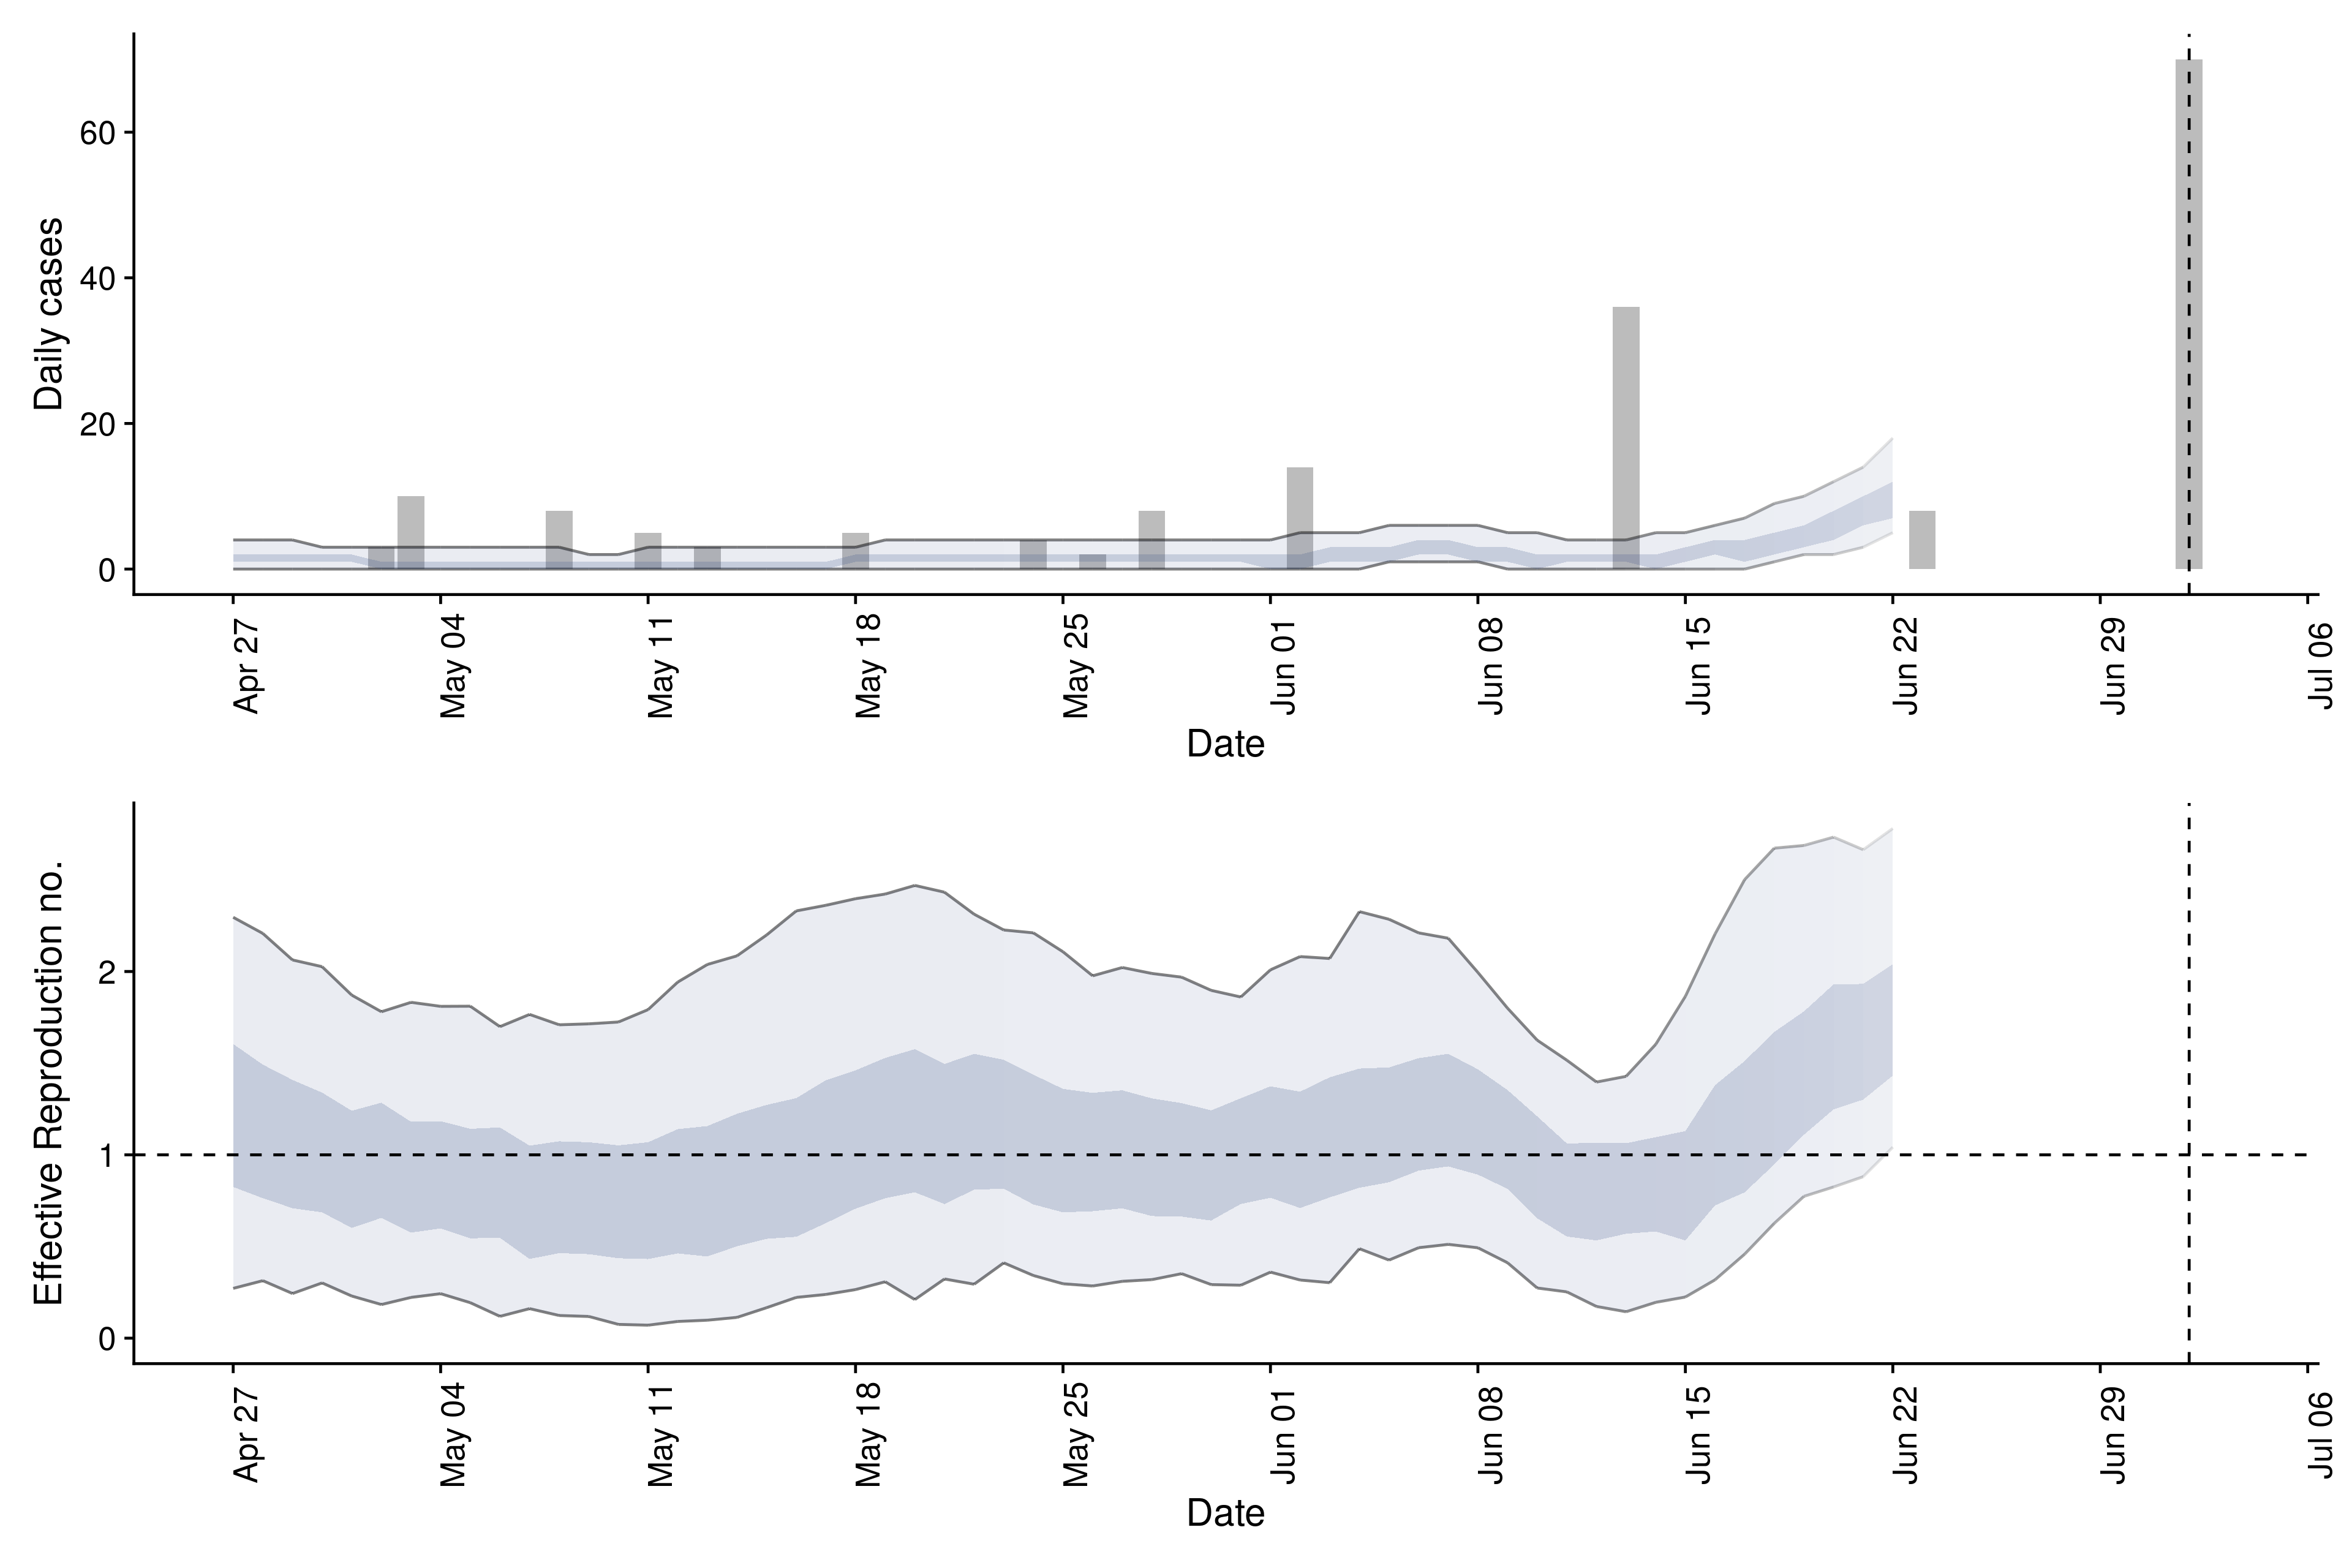 Daily cases
60
40
20
0
Apr 27
May 04
May 11
May 18
May 25
Jun 01
Jun 08
Jun 15
Jun 22
Jun 29
Jul 06
Date
Effective Reproduction no.
2
1
0
Apr 27
May 04
May 11
May 18
May 25
Jun 01
Jun 08
Jun 15
Jun 22
Jun 29
Jul 06
Date